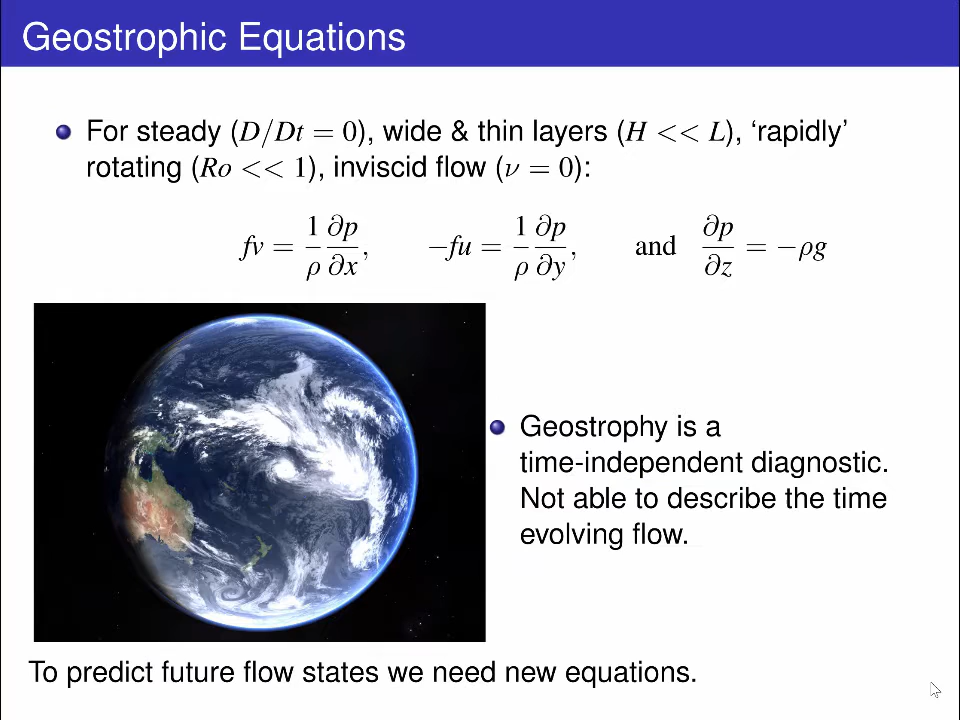 Geostrophic Equations
For steady (D/Dt = 0), wide & thin layers (H << L), ‘rapidly’
rotating (Ro << 1), inviscid flow (ν = 0):
fv = 1/ρ ∂p/∂x, −fu = 1/ρ ∂p/∂y, and ∂p/∂z = −ρg
Geostrophy is a
time-independent diagnostic.
Not able to describe the time
evolving flow.
To predict future flow states we need new equations.